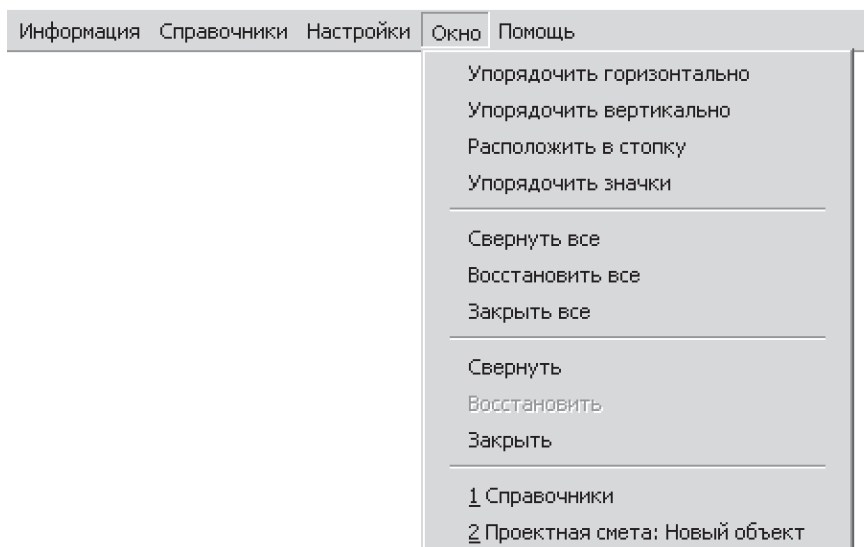 Информация Справочники Настройки Окно Помощь
Упорядочить горизонтально
Упорядочить вертикально
Расположить в стопку
Упорядочить значки
Свернуть все
Восстановить все
Закрыть все
Свернуть
Восстановить
Закрыть
1 Справочники
2 Проектная смета: Новый объект